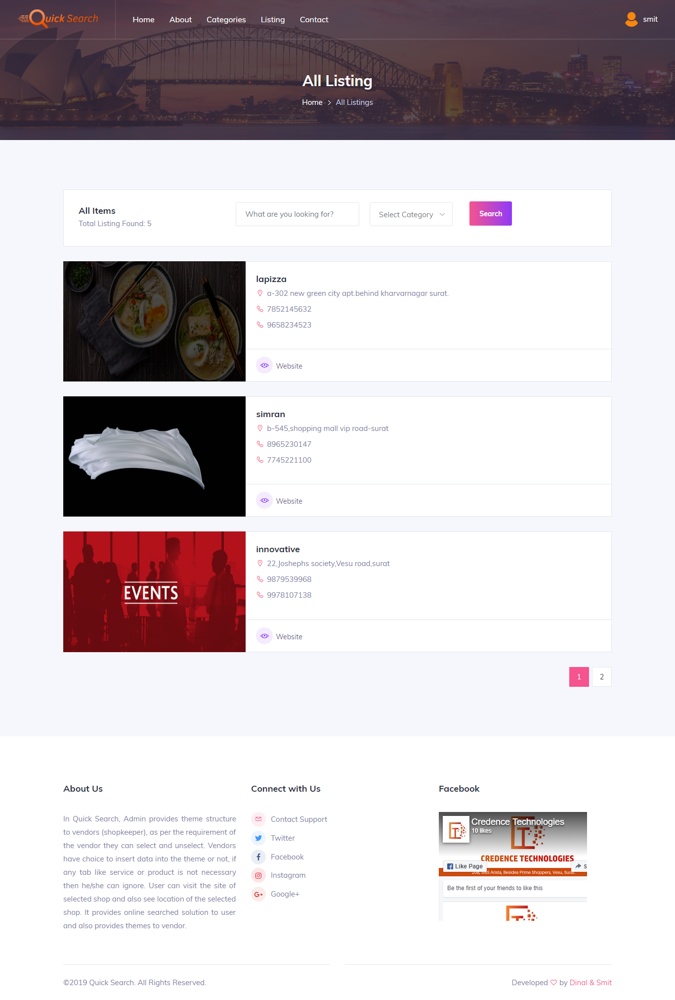 Quick Search
Home
About
Categories
Listing
Contact
smit
All Listing
Home
All Listings
All Items
Total Listing Found: 5
What are you looking for?
Select Category
Search
lapizza
a-302 new green city apt.behind kharvarnagar surat.
7852145632
9658234523
Website
simran
b-545,shopping mall vip road-surat
8965230147
7745221100
Website
EVENTS
innovative
22,Joshephs society,Vesu road,surat
9879539968
9978107138
Website
1
2
About Us
In Quick Search, Admin provides theme structure
to vendors (shopkeeper), as per the requirement of
the vendor they can select and unselect. Vendors
have choice to insert data into the theme or not, if
any tab like service or product is not necessary
then he/she can ignore. User can visit the site of
selected shop and also see location of the selected
shop. It provides online searched solution to user
and also provides themes to vendor.
Connect with Us
Contact Support
Twitter
Facebook
Instagram
Google+
Facebook
Credence Technologies
10 likes
CREDENCE TECHNOLOGIES
Like Page
S
208, SNS Arista, Besides Prime Shoppers, Vesu, Surat.
Be the first of your friends to like this
©2019 Quick Search. All Rights Reserved.
Developed ♡ by Dinal & Smit